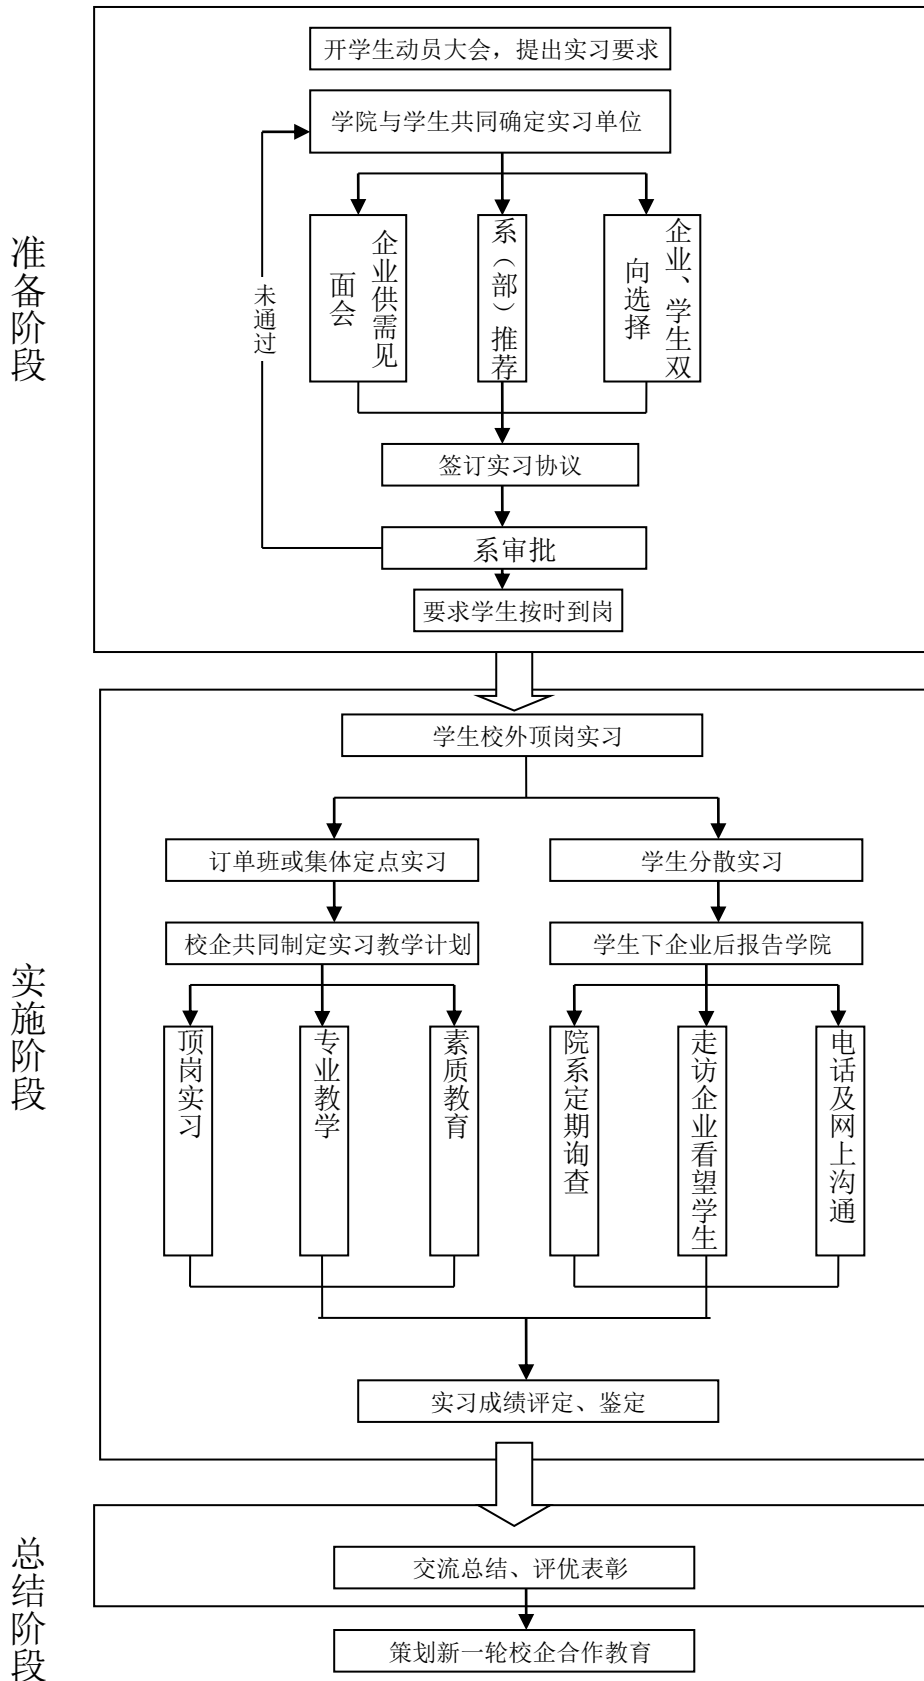 准备阶段
开学生动员大会，提出实习要求
学院与学生共同确定实习单位
企业供需见
面会
系（部）推荐
企业、学生双
向选择
未通过
签订实习协议
系审批
要求学生按时到岗
实施阶段
学生校外顶岗实习
订单班或集体定点实习
学生分散实习
校企共同制定实习教学计划
学生下企业后报告学院
顶岗实习
专业教学
素质教育
院系定期询查
走访企业看望学生
电话及网上沟通
实习成绩评定、鉴定
总结阶段
交流总结、评优表彰
策划新一轮校企合作教育